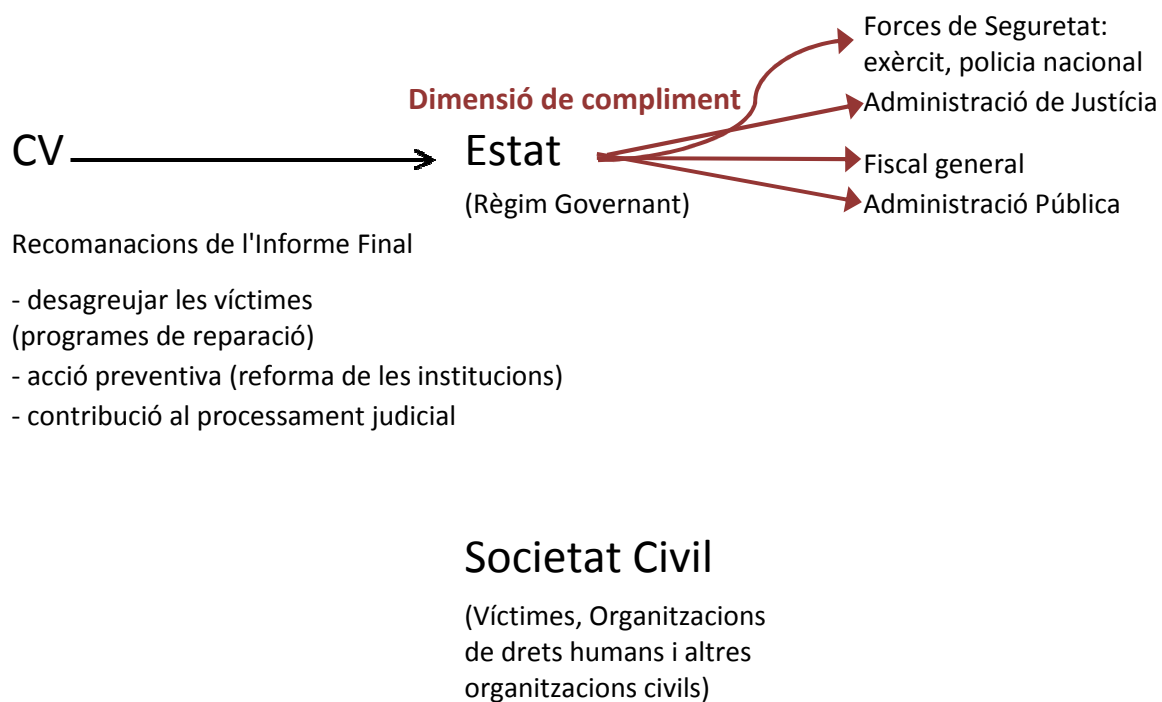 Forces de Seguretat:
exèrcit, policia nacional
Dimensió de compliment
Administració de Justícia
CV
Estat
Fiscal general
(Règim Governant)
Administració Pública
Recomanacions de l'Informe Final
- desagreujar les víctimes
(programes de reparació)
- acció preventiva (reforma de les institucions)
- contribució al processament judicial
Societat Civil
(Víctimes, Organitzacions
de drets humans i altres
organitzacions civils)